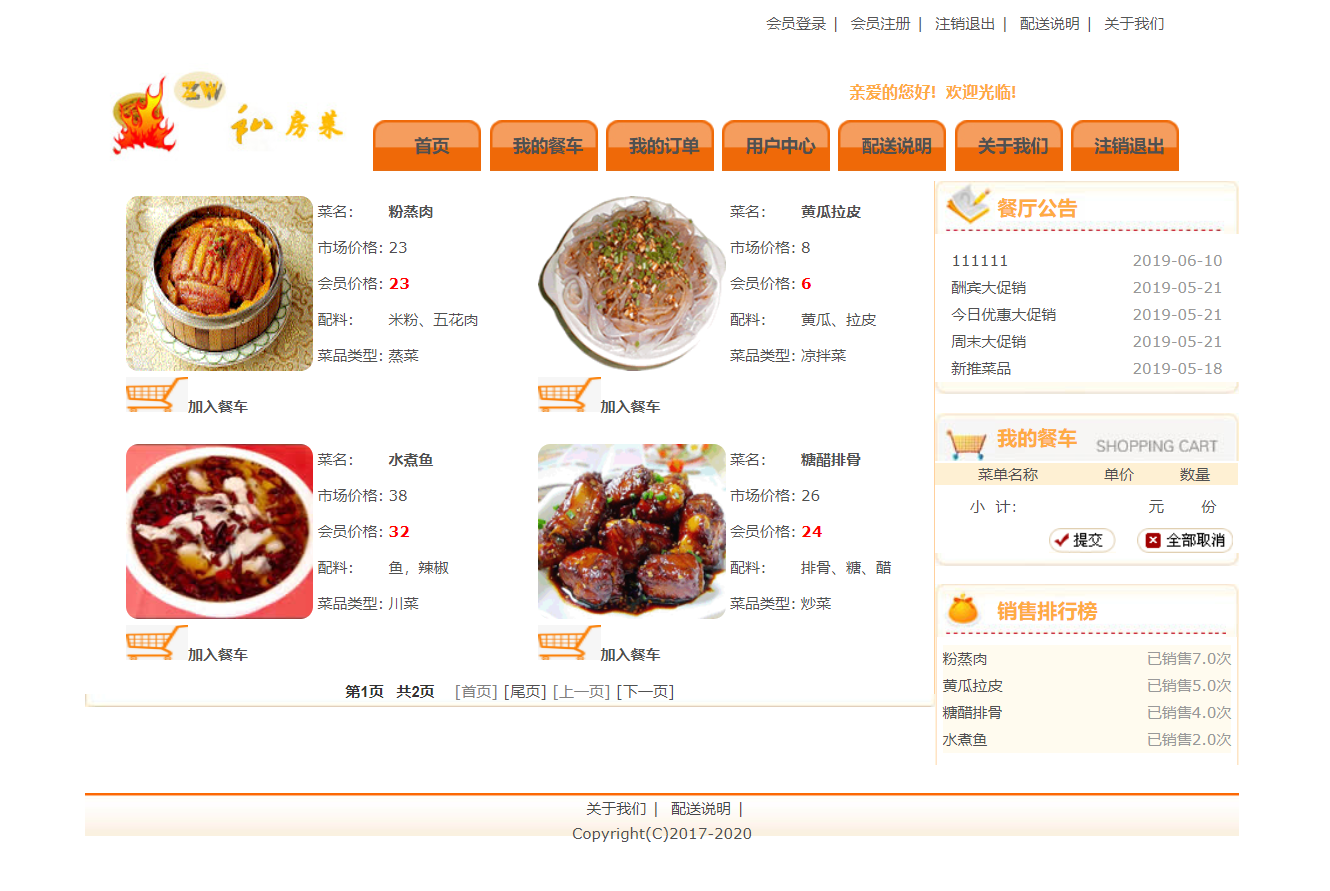 会员登录 | 会员注册 | 注销退出 | 配送说明 | 关于我们
ZW
私房菜
亲爱的您好! 欢迎光临!
首页 我的餐车 我的订单 用户中心 配送说明 关于我们 注销退出
菜名: 粉蒸肉
市场价格: 23
会员价格: 23
配料: 米粉、五花肉
菜品类型: 蒸菜
加入餐车
菜名: 黄瓜拉皮
市场价格: 8
会员价格: 6
配料: 黄瓜、拉皮
菜品类型: 凉拌菜
加入餐车
菜名: 水煮鱼
市场价格: 38
会员价格: 32
配料: 鱼，辣椒
菜品类型: 川菜
加入餐车
菜名: 糖醋排骨
市场价格: 26
会员价格: 24
配料: 排骨、糖、醋
菜品类型: 炒菜
加入餐车
第1页 共2页 [首页] [尾页] [上一页] [下一页]
餐厅公告
111111 2019-06-10
酬宾大促销 2019-05-21
今日优惠大促销 2019-05-21
周末大促销 2019-05-21
新推菜品 2019-05-18
我的餐车 SHOPPING CART
菜单名称 单价 数量
小 计: 元 份
提交 全部取消
销售排行榜
粉蒸肉 已销售7.0次
黄瓜拉皮 已销售5.0次
糖醋排骨 已销售4.0次
水煮鱼 已销售2.0次
关于我们 | 配送说明 |
Copyright(C)2017-2020